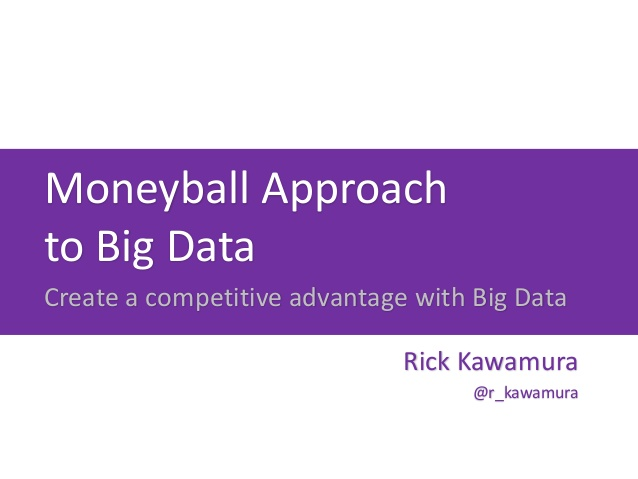 Moneyball Approach
to Big Data
Create a competitive advantage with Big Data
Rick Kawamura
@r_kawamura